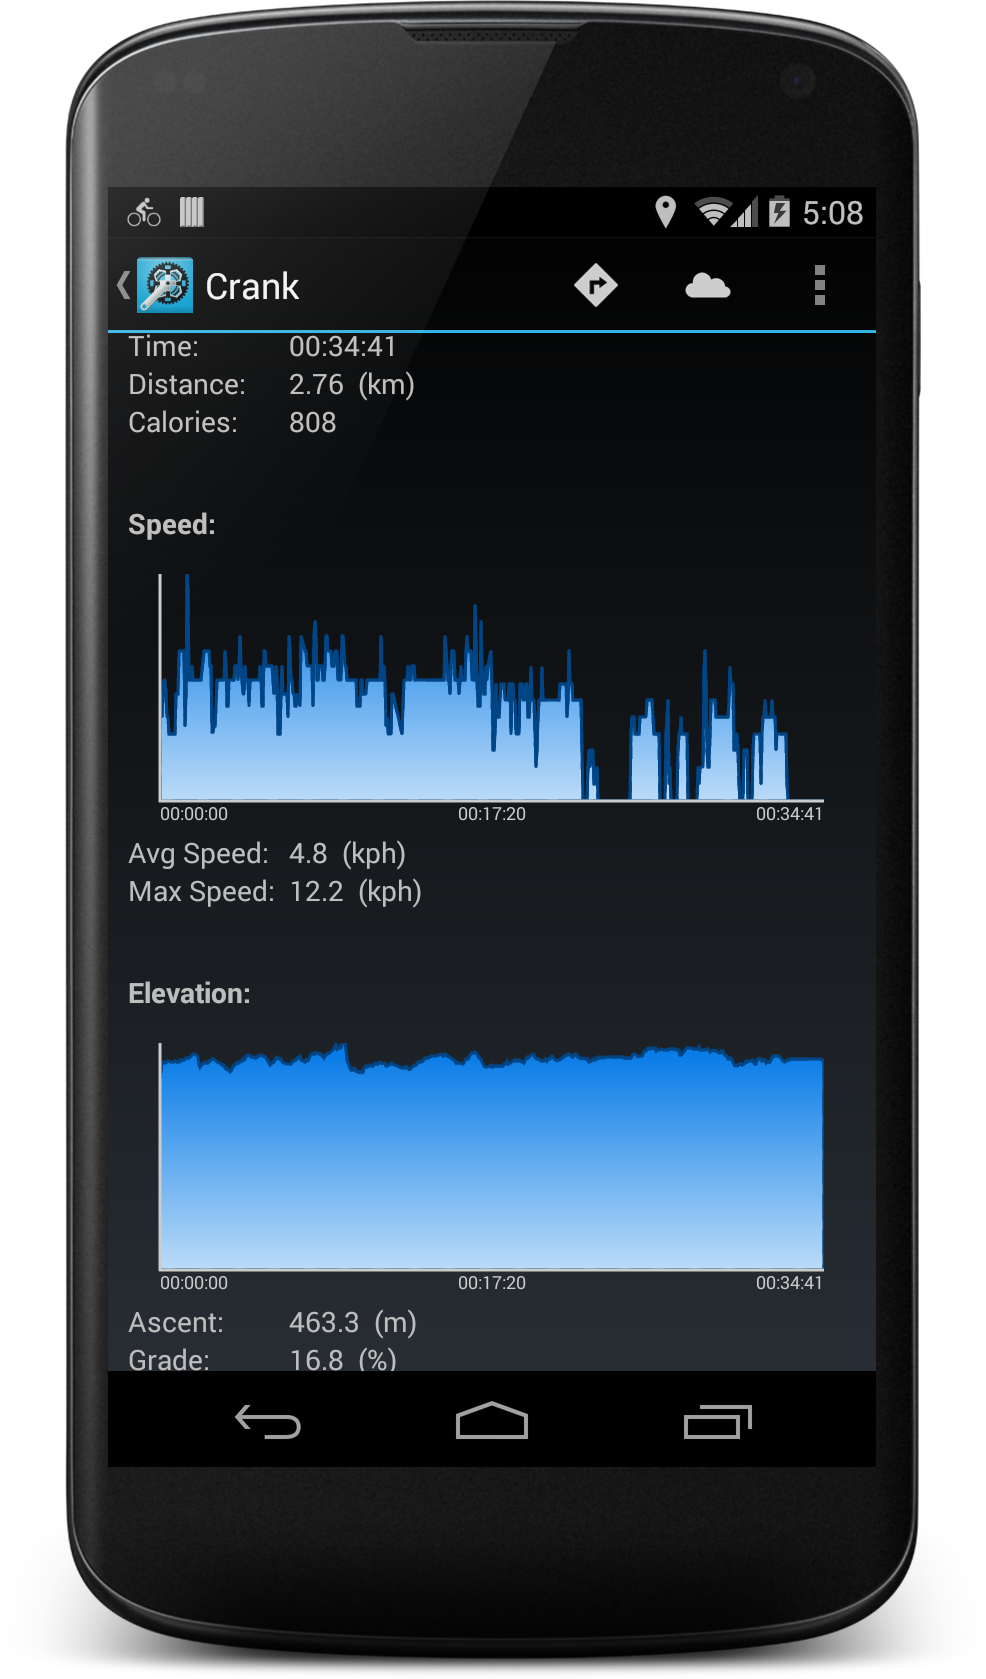 5:08
Crank
Time: 00:34:41
Distance: 2.76 (km)
Calories: 808
Speed:
00:00:00 00:17:20 00:34:41
Avg Speed: 4.8 (kph)
Max Speed: 12.2 (kph)
Elevation:
00:00:00 00:17:20 00:34:41
Ascent: 463.3 (m)
Grade: 16.8 (%)